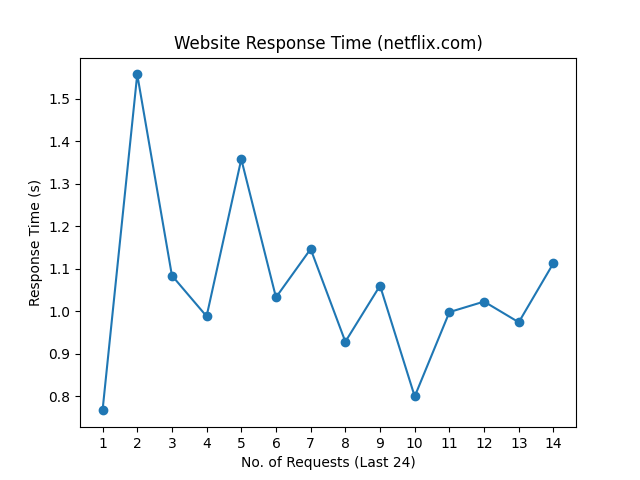 Website Response Time (netflix.com)
Response Time (s)
1.5
1.4
1.3
1.2
1.1
1.0
0.9
0.8
1 2 3 4 5 6 7 8 9 10 11 12 13 14
No. of Requests (Last 24)